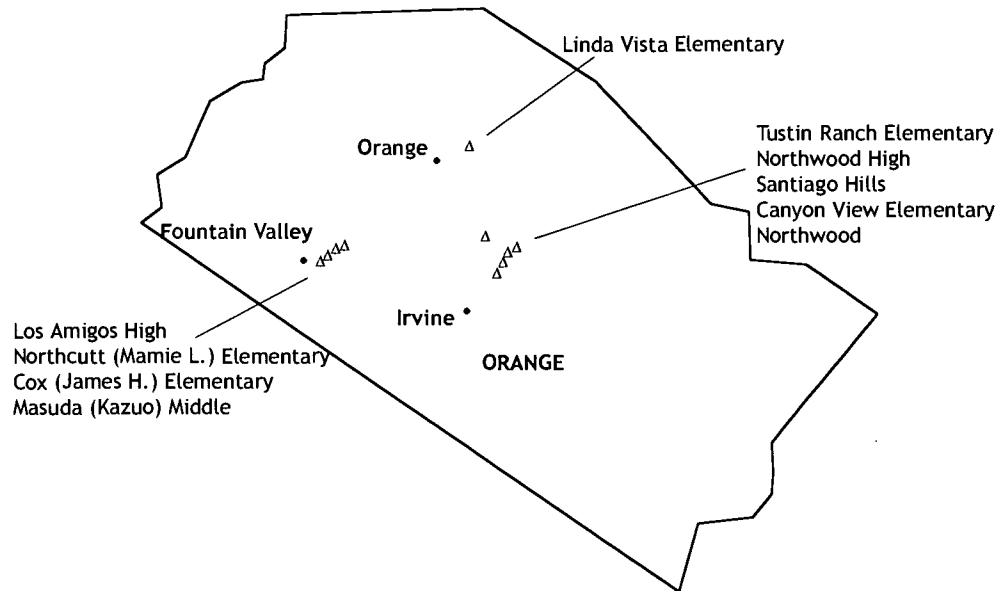 Linda Vista Elementary
Orange
Tustin Ranch Elementary
Northwood High
Santiago Hills
Canyon View Elementary
Northwood
Fountain Valley
Irvine
ORANGE
Los Amigos High
Northcutt (Mamie L.) Elementary
Cox (James H.) Elementary
Masuda (Kazuo) Middle